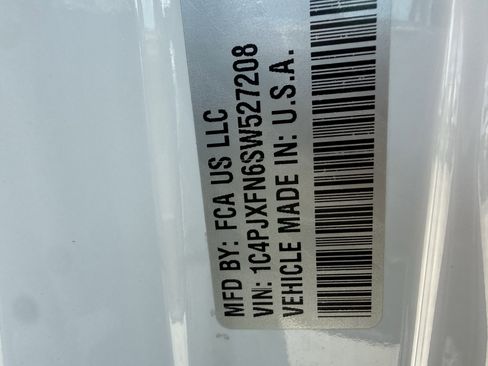 MFD BY: FCA US LLC
VIN: 1C4PJXFN6SW527208
VEHICLE MADE IN: U.S.A.